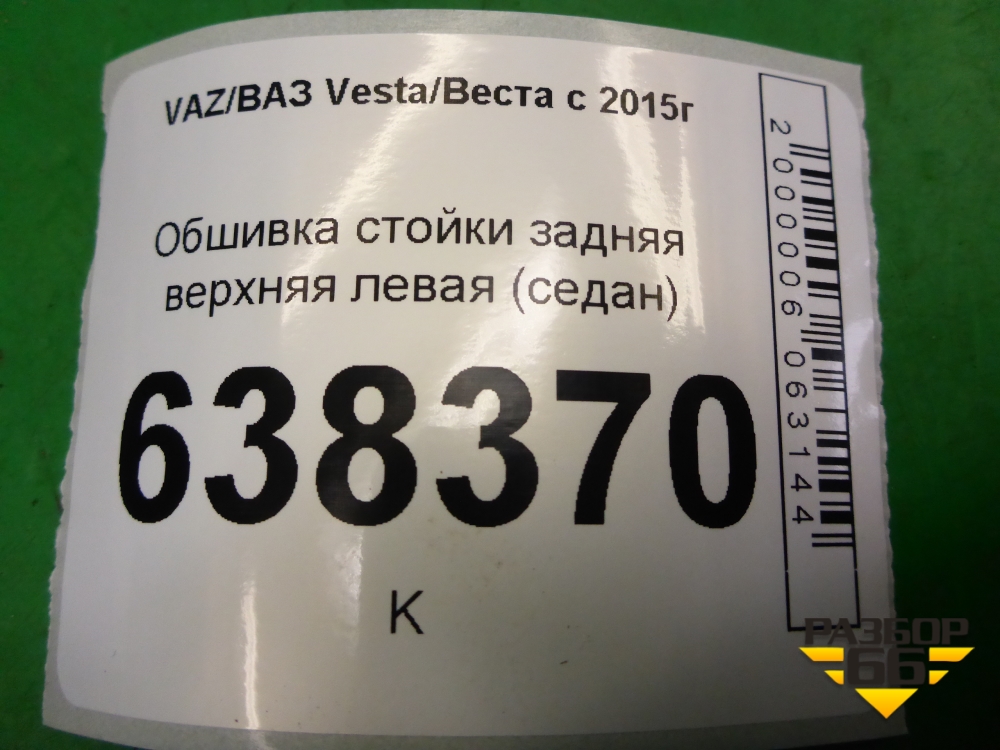 VAZ/ВАЗ Vesta/Веста с 2015г
Обшивка стойки задняя
верхняя левая (седан)
638370
К
2000006063144
РАЗБОР
66